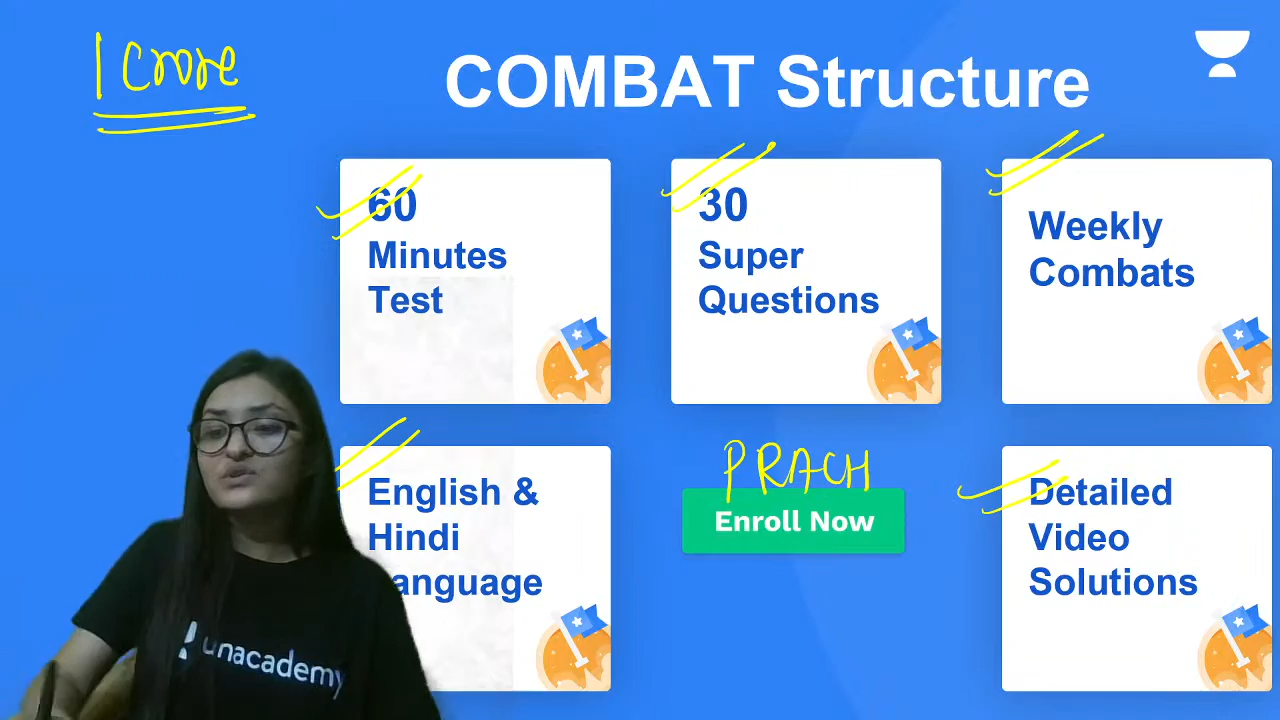 1 Crore
COMBAT Structure
60
Minutes
Test
30
Super
Questions
Weekly
Combats
English &
Hindi
Language
PRACH
Enroll Now
Detailed
Video
Solutions
unacademy